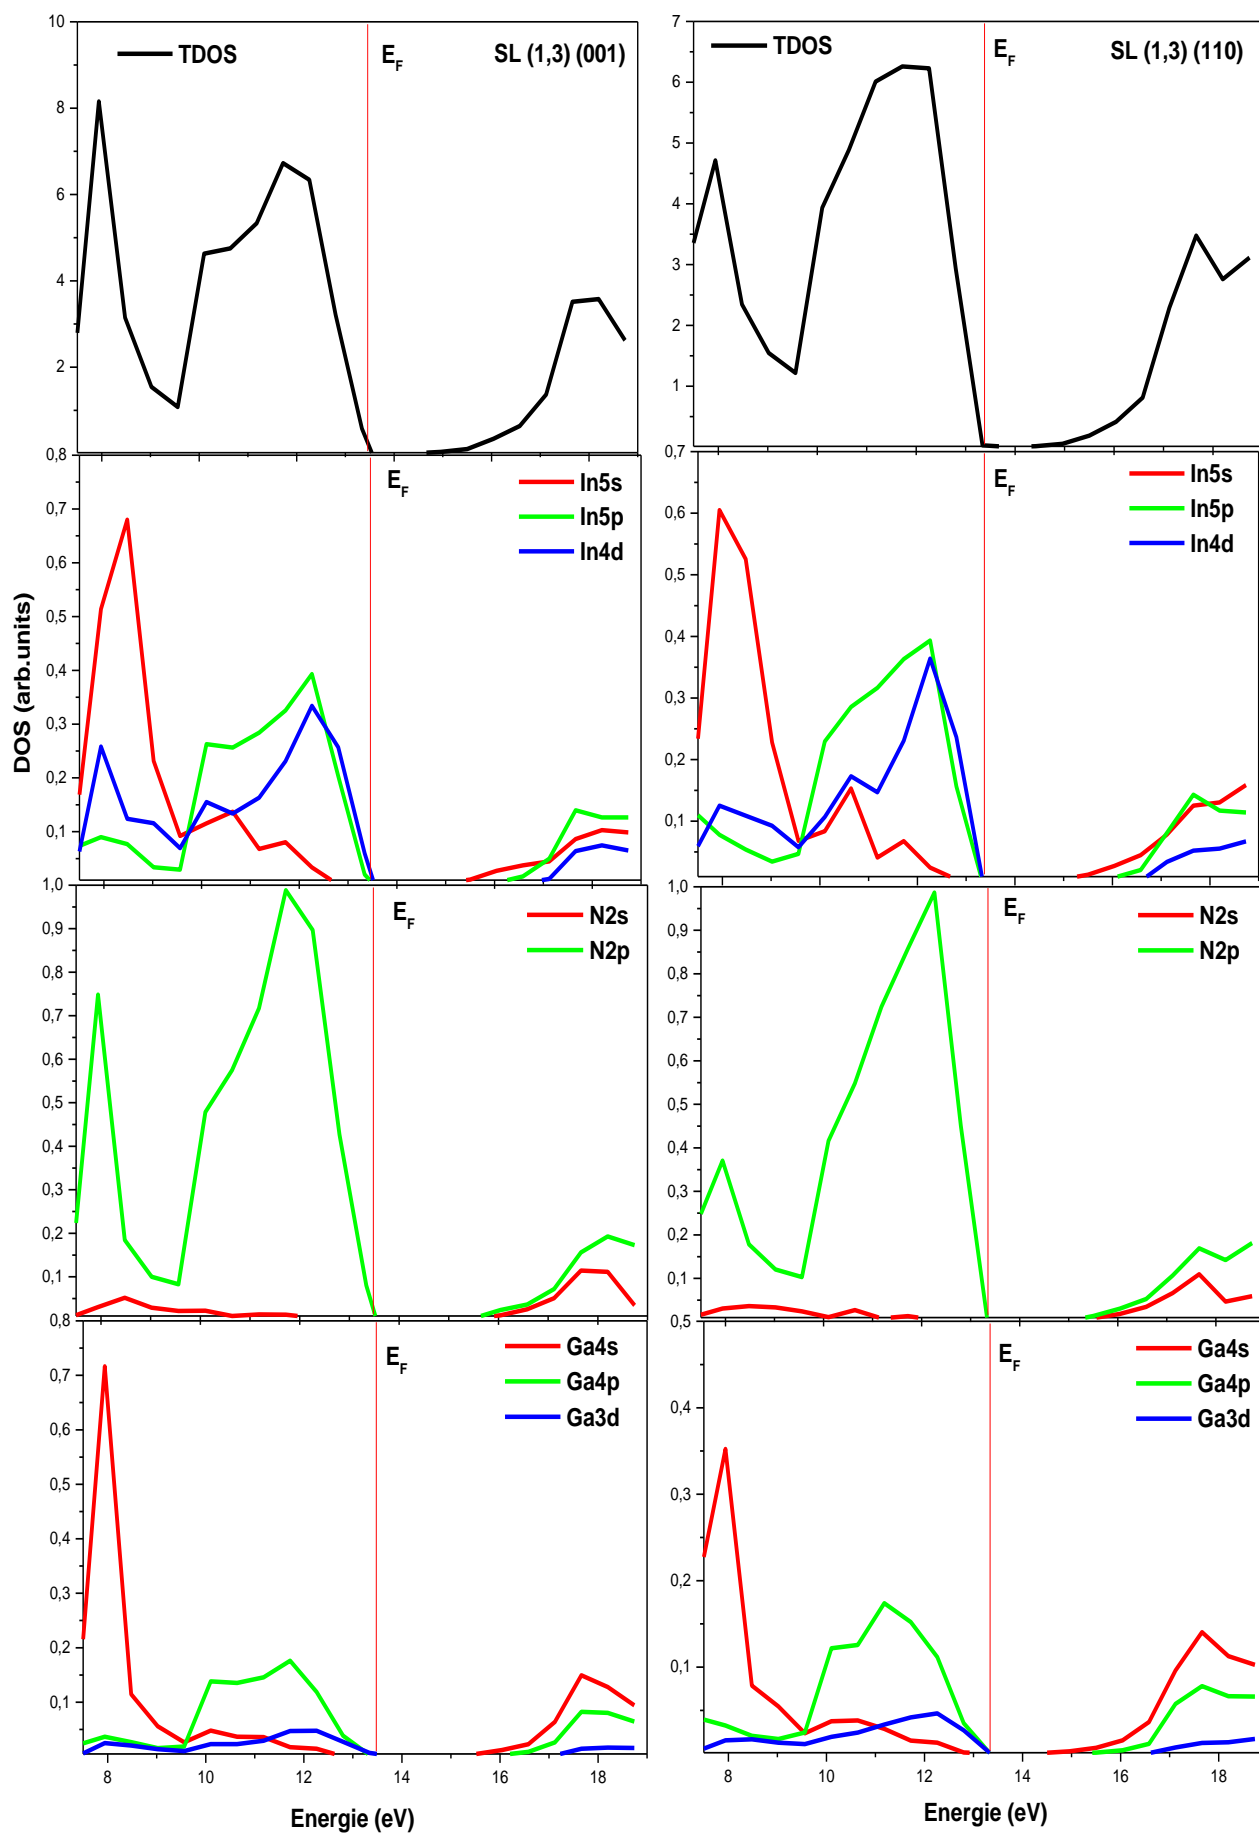 TDOS
E_F
SL (1,3) (001)
10
8
6
4
2
TDOS
E_F
SL (1,3) (110)
7
6
5
4
3
2
1
DOS (arb.units)
0,8
0,7
0,6
0,5
0,4
0,3
0,2
0,1
E_F
In5s
In5p
In4d
0,7
0,6
0,5
0,4
0,3
0,2
0,1
E_F
In5s
In5p
In4d
1,0
0,9
0,8
0,7
0,6
0,5
0,4
0,3
0,2
0,1
E_F
N2s
N2p
1,0
0,9
0,8
0,7
0,6
0,5
0,4
0,3
0,2
0,1
E_F
N2s
N2p
0,8
0,7
0,6
0,5
0,4
0,3
0,2
0,1
E_F
Ga4s
Ga4p
Ga3d
8 10 12 14 16 18
Energie (eV)
0,5
0,4
0,3
0,2
0,1
E_F
Ga4s
Ga4p
Ga3d
8 10 12 14 16 18
Energie (eV)